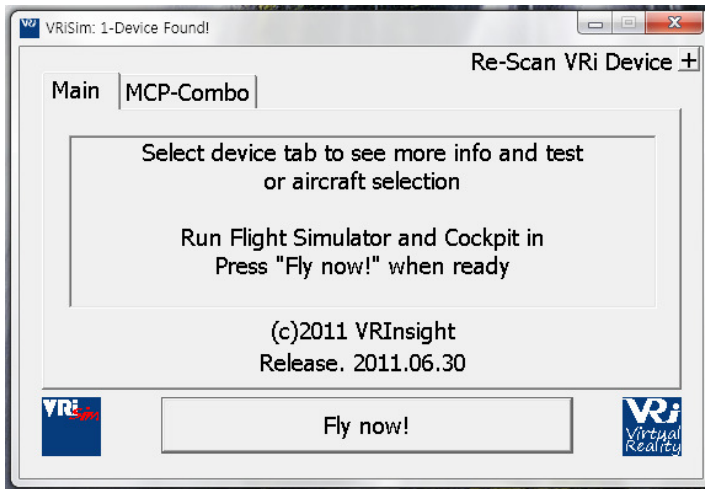 VRiSim: 1-Device Found!
Re-Scan VRi Device +
Main MCP-Combo
Select device tab to see more info and test
or aircraft selection
Run Flight Simulator and Cockpit in
Press "Fly now!" when ready
(c)2011 VRInsight
Release. 2011.06.30
VRi Sim
Fly now!
VRi
Virtual
Reality